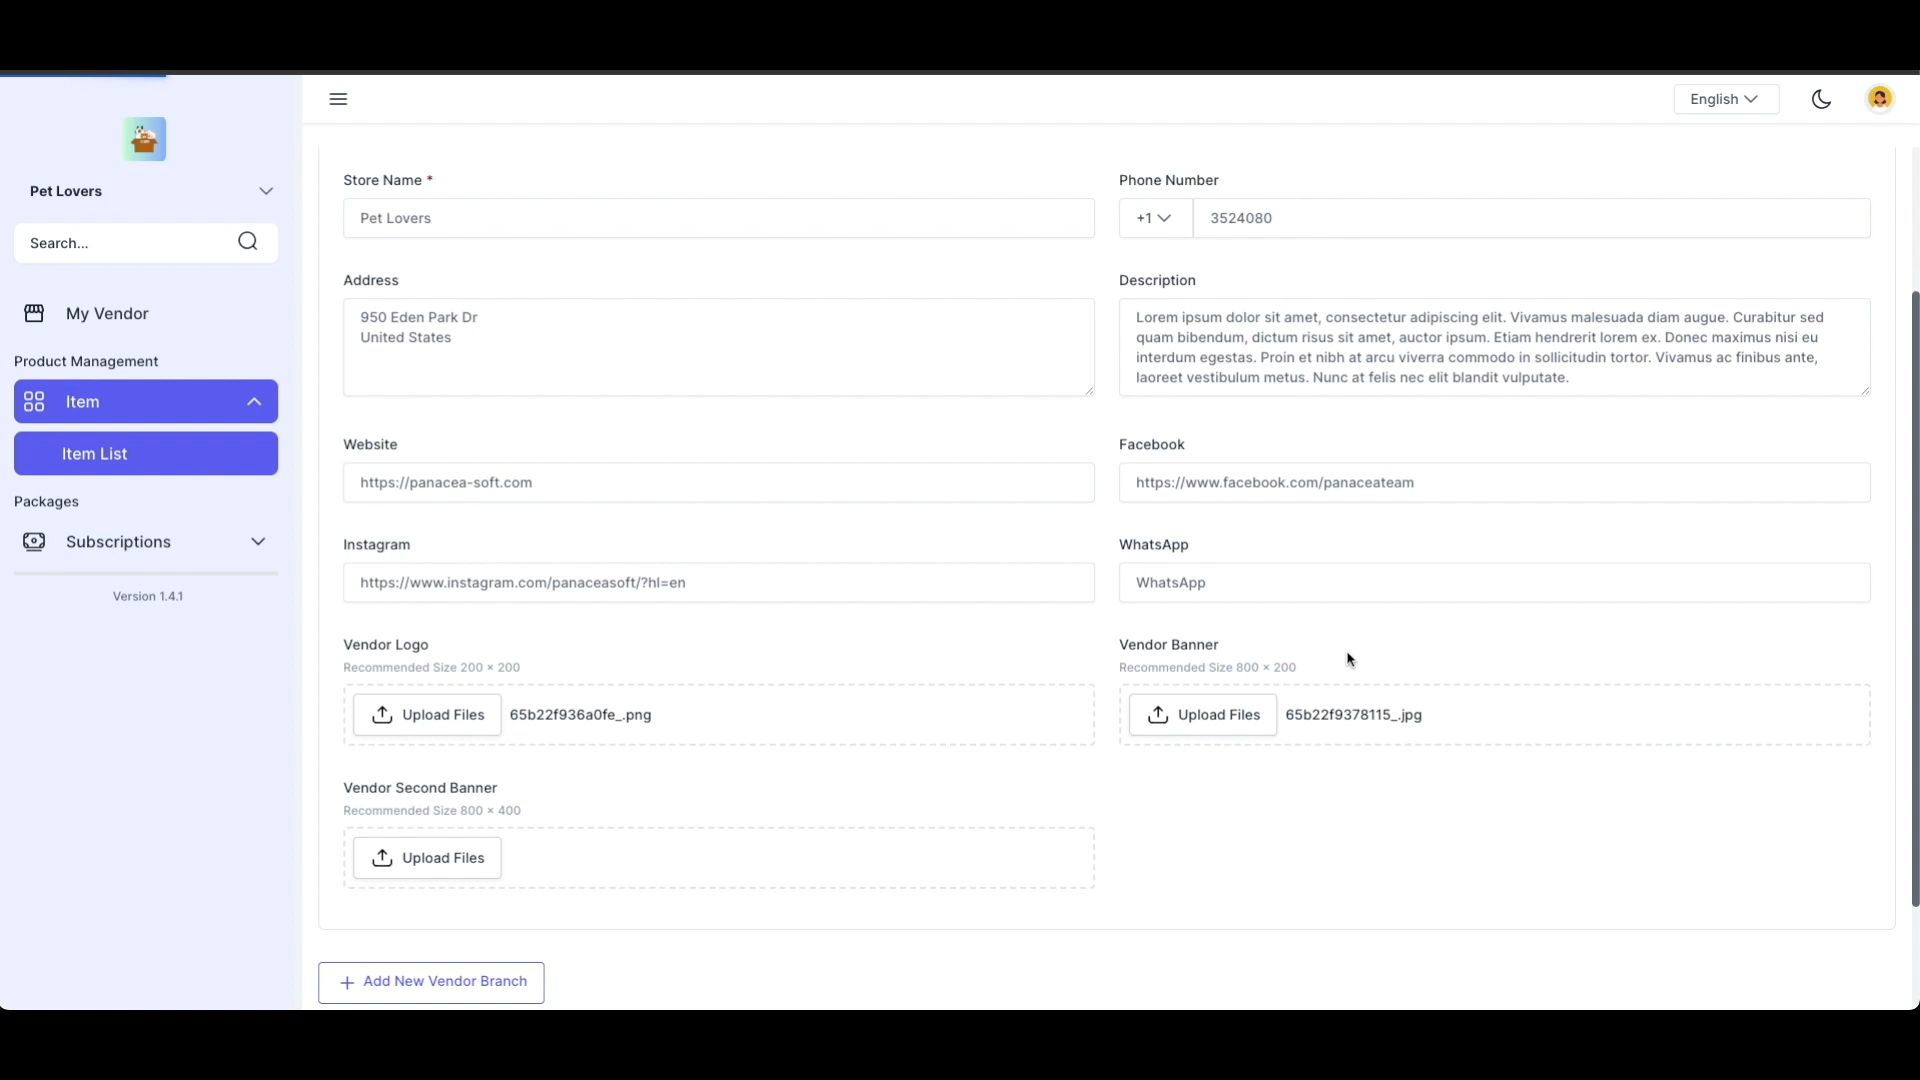 English
Pet Lovers
Search...
My Vendor
Product Management
Item
Item List
Packages
Subscriptions
Version 1.4.1
Store Name *
Pet Lovers
Phone Number
+1
3524080
Address
950 Eden Park Dr
United States
Description
Lorem ipsum dolor sit amet, consectetur adipiscing elit. Vivamus malesuada diam augue. Curabitur sed
quam bibendum, dictum risus sit amet, auctor ipsum. Etiam hendrerit lorem ex. Donec maximus nisi eu
interdum egestas. Proin et nibh at arcu viverra commodo in sollicitudin tortor. Vivamus ac finibus ante,
laoreet vestibulum metus. Nunc at felis nec elit blandit vulputate.
Website
https://panacea-soft.com
Facebook
https://www.facebook.com/panaceateam
Instagram
https://www.instagram.com/panaceasoft/?hl=en
WhatsApp
WhatsApp
Vendor Logo
Recommended Size 200 × 200
Upload Files
65b22f936a0fe_.png
Vendor Banner
Recommended Size 800 × 200
Upload Files
65b22f9378115_.jpg
Vendor Second Banner
Recommended Size 800 × 400
Upload Files
+ Add New Vendor Branch